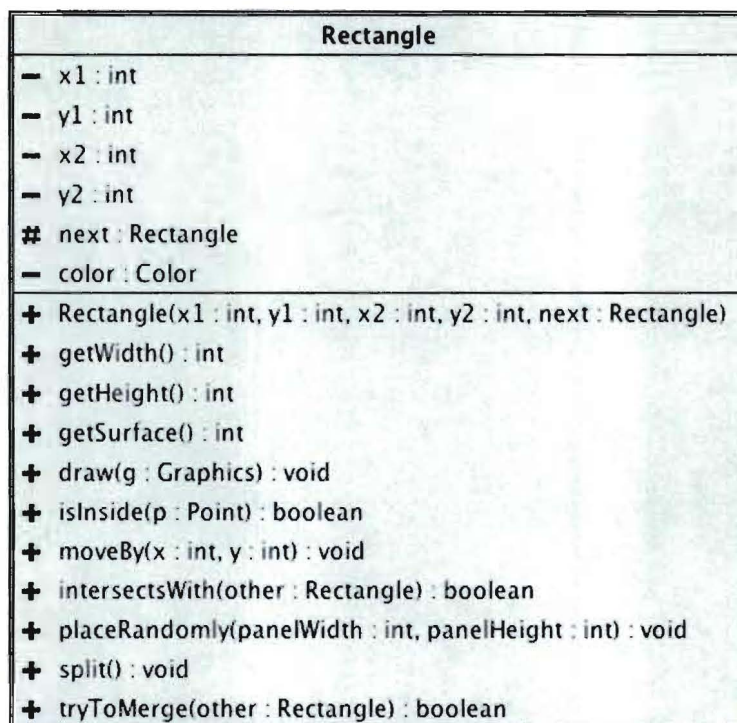 Rectangle
− x1 : int
− y1 : int
− x2 : int
− y2 : int
# next : Rectangle
− color : Color
+ Rectangle(x1 : int, y1 : int, x2 : int, y2 : int, next : Rectangle)
+ getWidth() : int
+ getHeight() : int
+ getSurface() : int
+ draw(g : Graphics) : void
+ isInside(p : Point) : boolean
+ moveBy(x : int, y : int) : void
+ intersectsWith(other : Rectangle) : boolean
+ placeRandomly(panelWidth : int, panelHeight : int) : void
+ split() : void
+ tryToMerge(other : Rectangle) : boolean